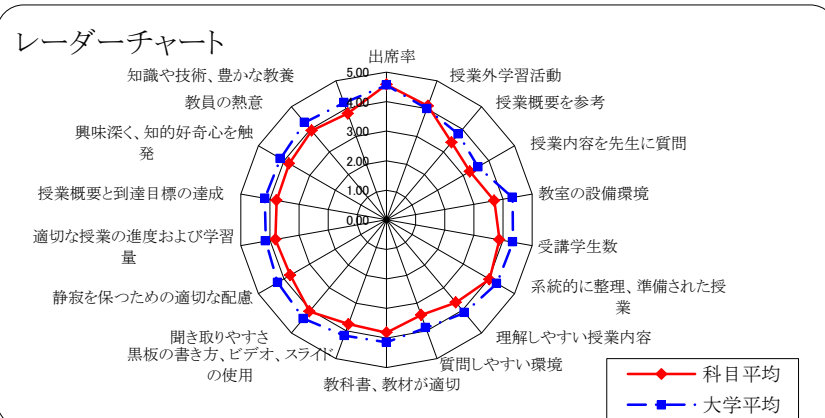 レーダーチャート
出席率
授業外学習活動
授業概要を参考
授業内容を先生に質問
教室の設備環境
受講学生数
系統的に整理、準備された授
業
理解しやすい授業内容
質問しやすい環境
教科書、教材が適切
黒板の書き方、ビデオ、スライド
の使用
聞き取りやすさ
静寂を保つための適切な配慮
適切な授業の進度および学習
量
授業概要と到達目標の達成
興味深く、知的好奇心を触
発
教員の熱意
知識や技術、豊かな教養
5.00
4.00
3.00
2.00
1.00
0.00
科目平均
大学平均